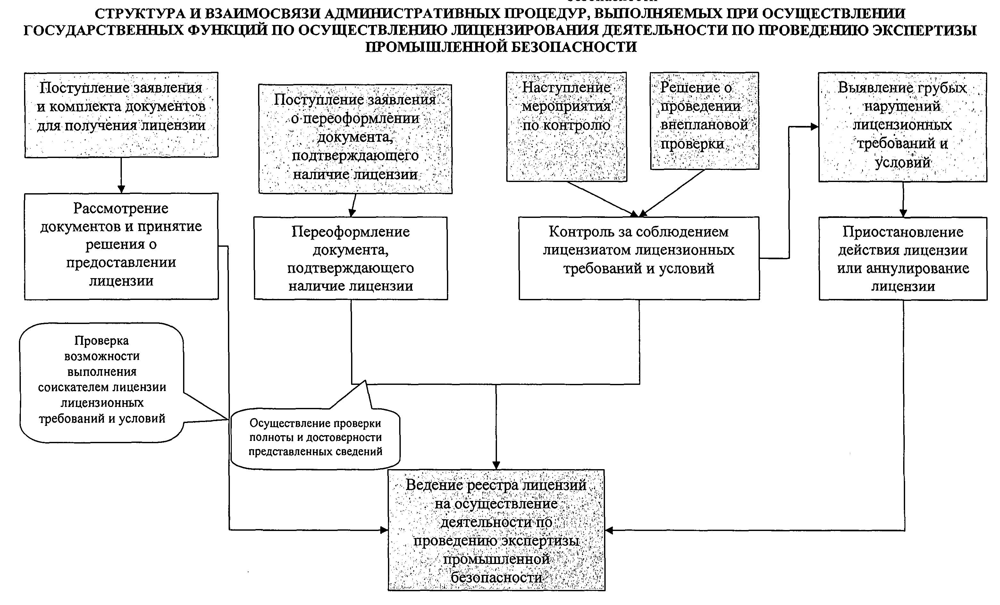 СТРУКТУРА И ВЗАИМОСВЯЗИ АДМИНИСТРАТИВНЫХ ПРОЦЕДУР, ВЫПОЛНЯЕМЫХ ПРИ ОСУЩЕСТВЛЕНИИ
ГОСУДАРСТВЕННЫХ ФУНКЦИЙ ПО ОСУЩЕСТВЛЕНИЮ ЛИЦЕНЗИРОВАНИЯ ДЕЯТЕЛЬНОСТИ ПО ПРОВЕДЕНИЮ ЭКСПЕРТИЗЫ
ПРОМЫШЛЕННОЙ БЕЗОПАСНОСТИ
Поступление заявления
и комплекта документов
для получения лицензии
Поступление заявления
о переоформлении
документа,
подтверждающего
наличие лицензии
Наступление
мероприятия
по контролю
Решение о
проведении
внеплановой
проверки
Выявление грубых
нарушений
лицензионных
требований и
условий
Рассмотрение
документов и принятие
решения о
предоставлении
лицензии
Переоформление
документа,
подтверждающего
наличие лицензии
Контроль за соблюдением
лицензиатом лицензионных
требований и условий
Приостановление
действия лицензии
или аннулирование
лицензии
Проверка
возможности
выполнения
соискателем лицензии
лицензионных
требований и условий
Осуществление проверки
полноты и достоверности
представленных сведений
Ведение реестра лицензий
на осуществление
деятельности по
проведению экспертизы
промышленной
безопасности